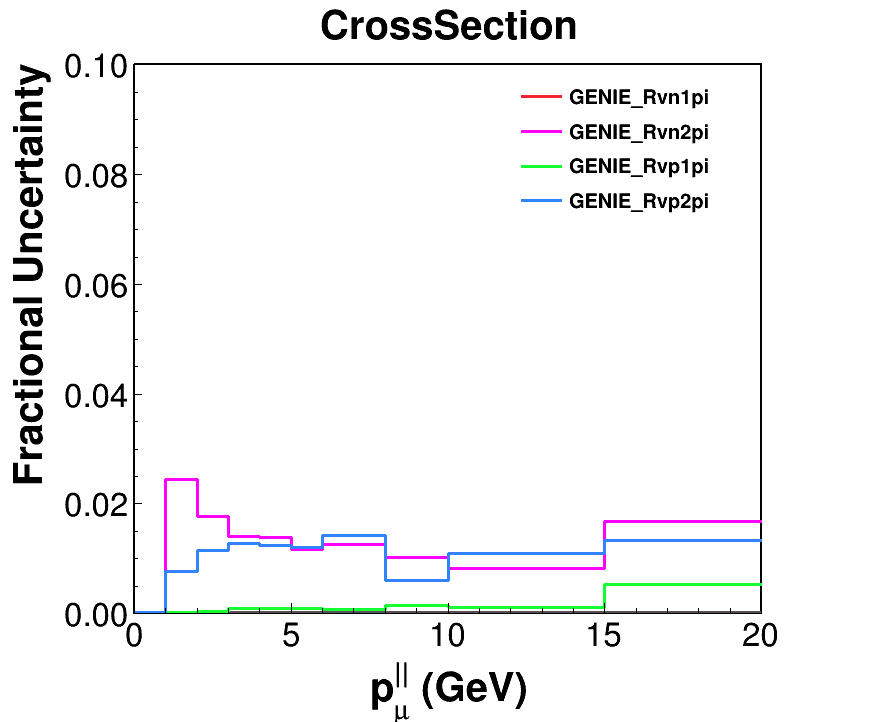 CrossSection
Fractional Uncertainty
0.10
0.08
0.06
0.04
0.02
0.00
GENIE_Rvn1pi
GENIE_Rvn2pi
GENIE_Rvp1pi
GENIE_Rvp2pi
0 5 10 15 20
p_μ^|| (GeV)